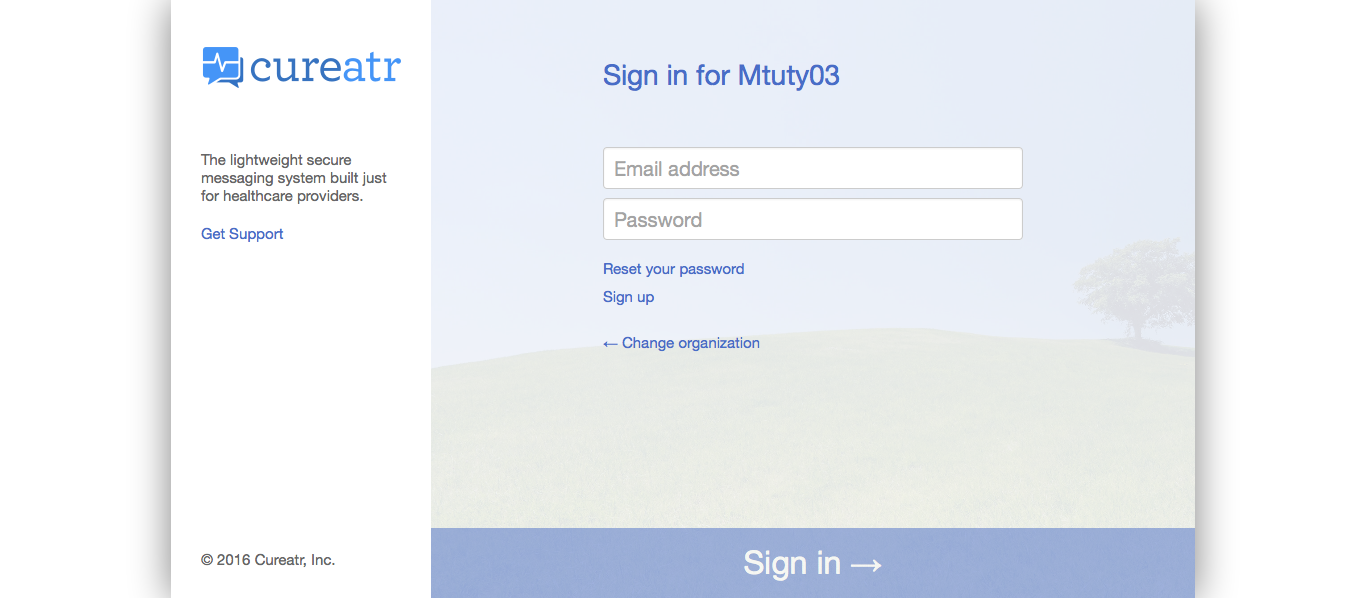 cureatr
The lightweight secure
messaging system built just
for healthcare providers.
Get Support
© 2016 Cureatr, Inc.
Sign in for Mtuty03
Email address
Password
Reset your password
Sign up
← Change organization
Sign in →